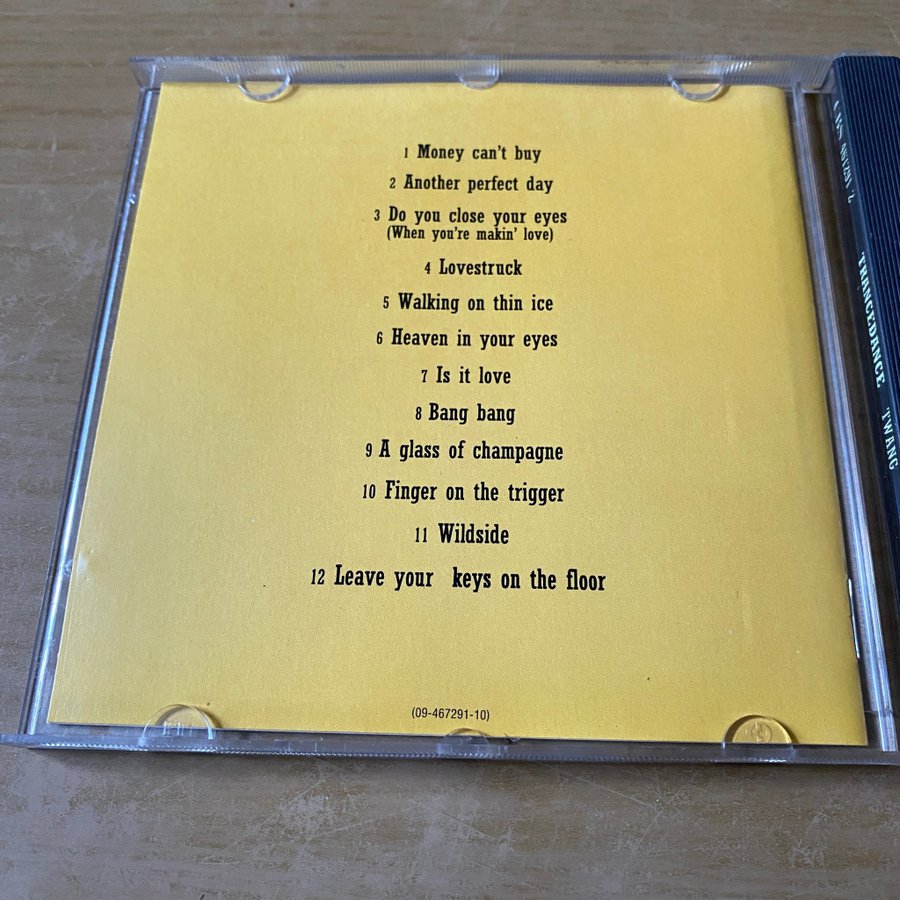 1 Money can't buy
2 Another perfect day
3 Do you close your eyes
(When you're makin' love)
4 Lovestruck
5 Walking on thin ice
6 Heaven in your eyes
7 Is it love
8 Bang bang
9 A glass of champagne
10 Finger on the trigger
11 Wildside
12 Leave your keys on the floor
(09-467291-10)
CBS 467291 2 TRANCEDANCE TWANG